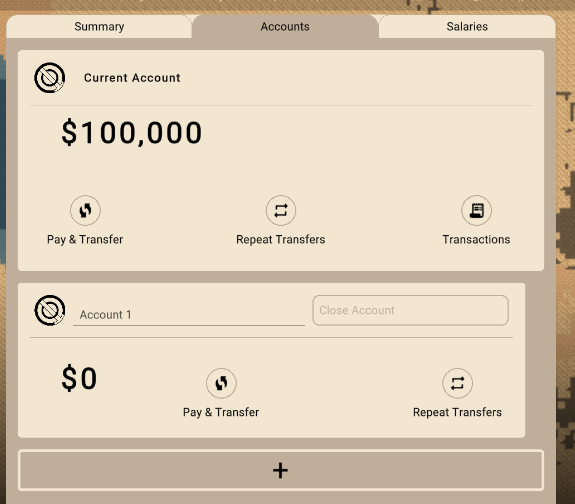 Summary Accounts Salaries
Current Account
$100,000
Pay & Transfer Repeat Transfers Transactions
Account 1 Close Account
$0
Pay & Transfer Repeat Transfers
+